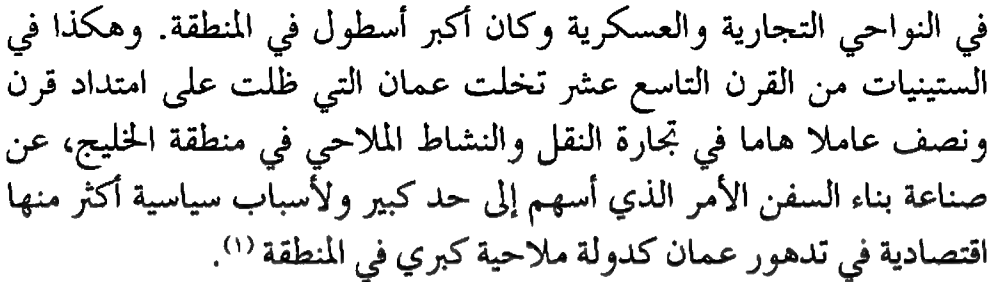 في النواحي التجارية والعسكرية وكان أكبر أسطول في المنطقة. وهكذا في
الستينيات من القرن التاسع عشر تخلت عمان التي ظلت على امتداد قرن
ونصف عاملا هاما في تجارة النقل والنشاط الملاحي في منطقة الخليج، عن
صناعة بناء السفن الأمر الذي أسهم إلى حد كبير ولأسباب سياسية أكثر منها
اقتصادية في تدهور عمان كدولة ملاحية كبري في المنطقة (١).